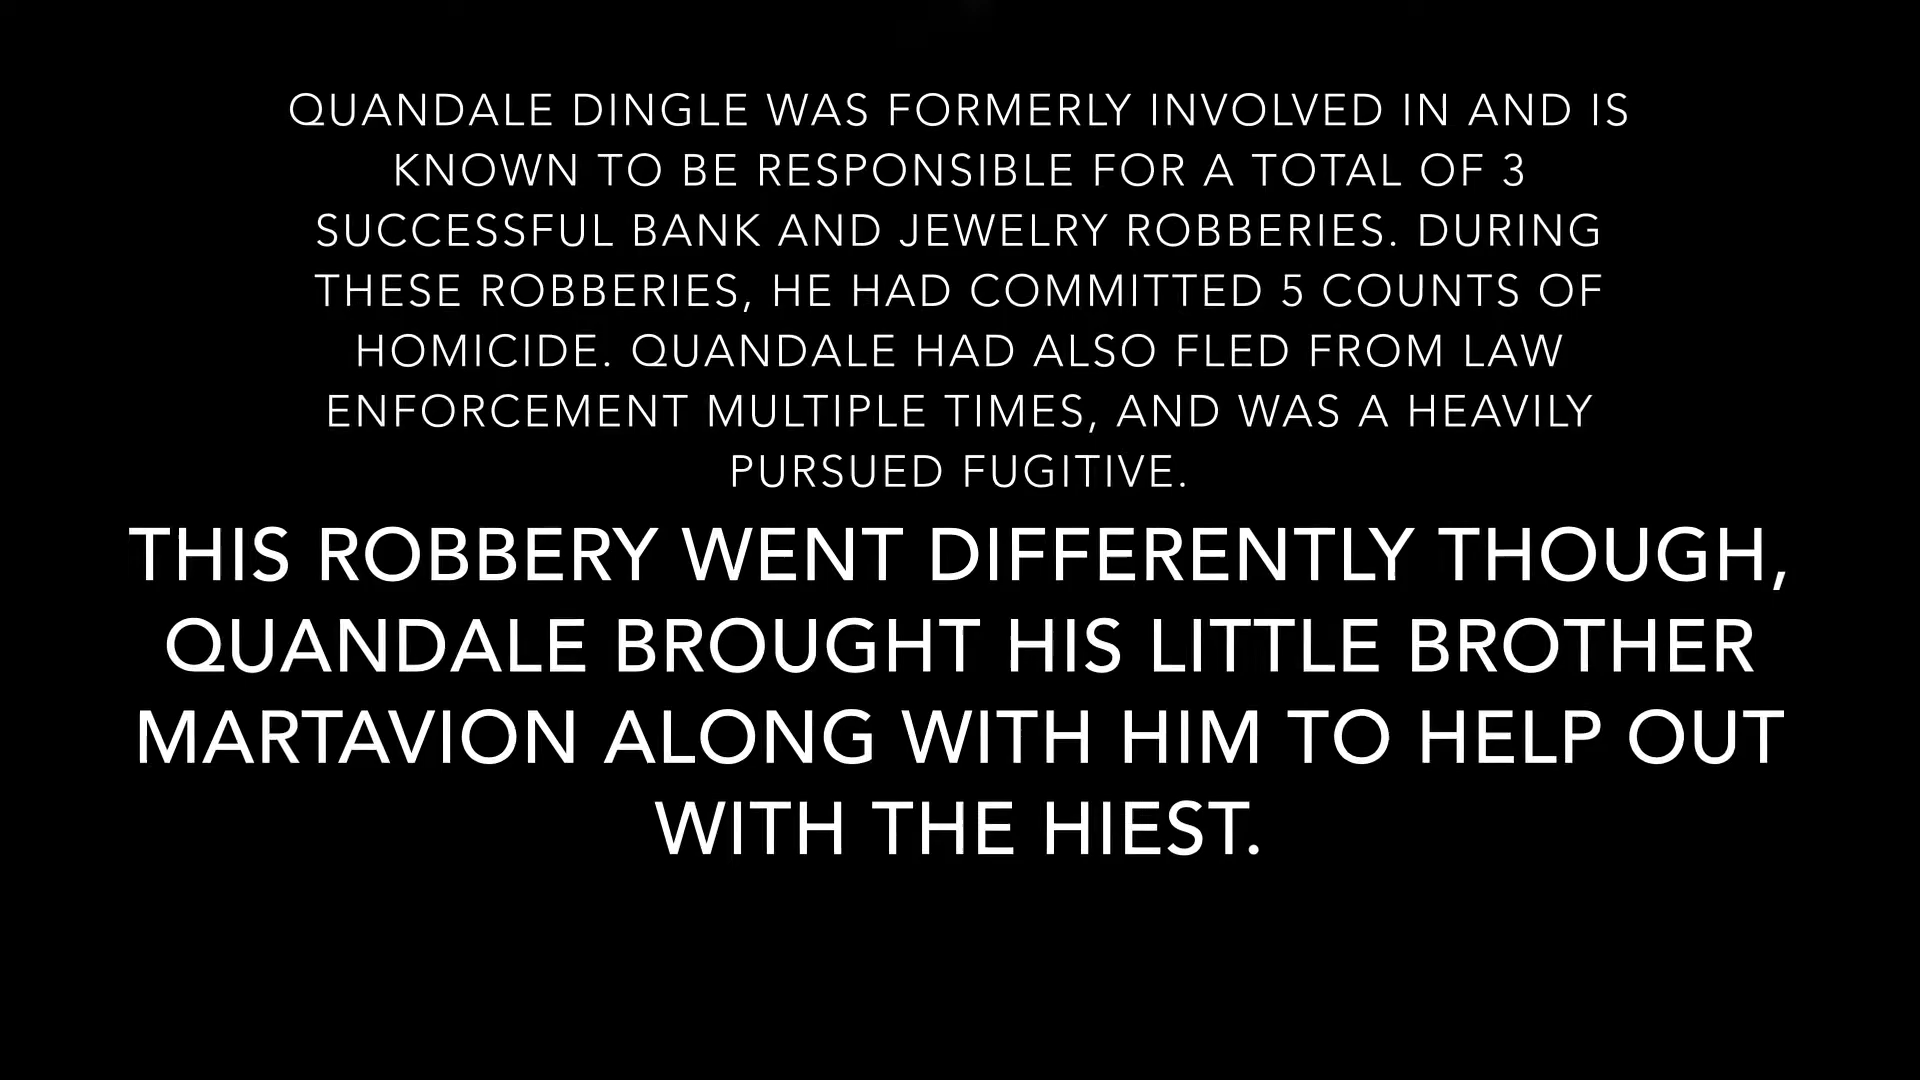 QUANDALE DINGLE WAS FORMERLY INVOLVED IN AND IS
KNOWN TO BE RESPONSIBLE FOR A TOTAL OF 3
SUCCESSFUL BANK AND JEWELRY ROBBERIES. DURING
THESE ROBBERIES, HE HAD COMMITTED 5 COUNTS OF
HOMICIDE. QUANDALE HAD ALSO FLED FROM LAW
ENFORCEMENT MULTIPLE TIMES, AND WAS A HEAVILY
PURSUED FUGITIVE.
THIS ROBBERY WENT DIFFERENTLY THOUGH,
QUANDALE BROUGHT HIS LITTLE BROTHER
MARTAVION ALONG WITH HIM TO HELP OUT
WITH THE HIEST.